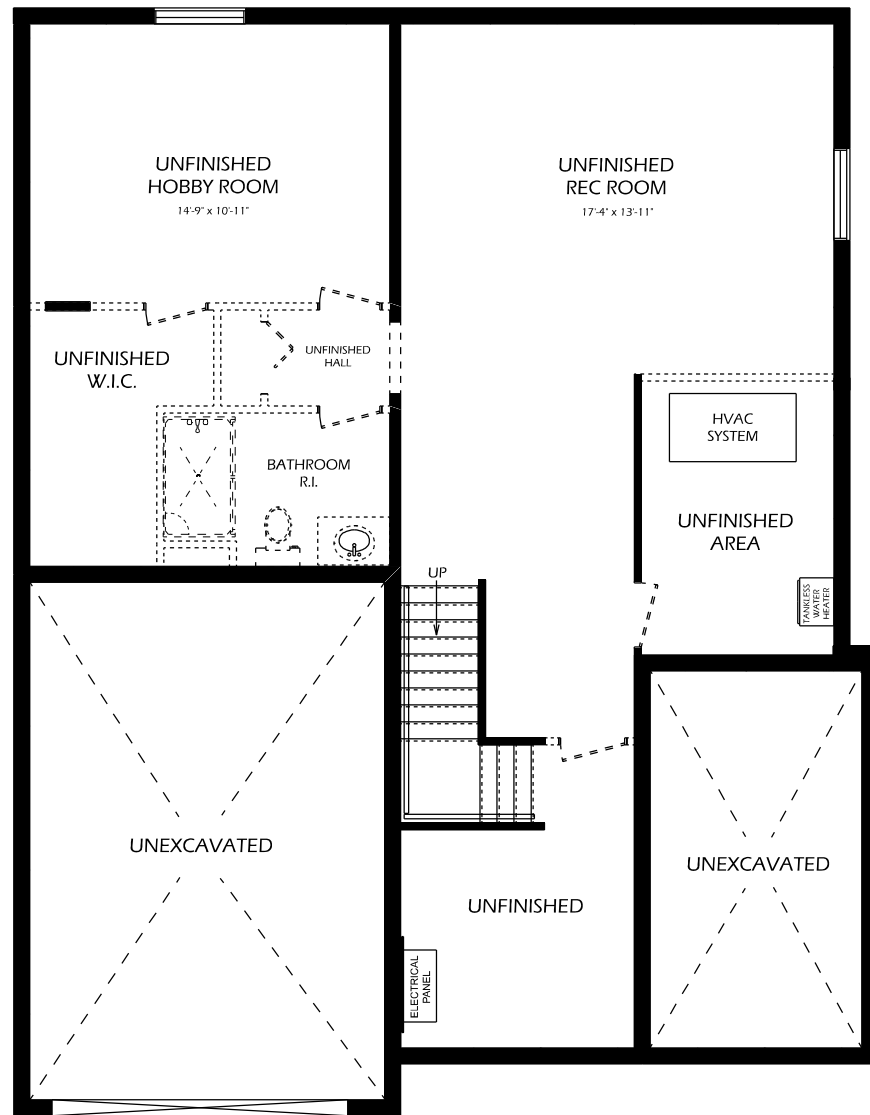 UNFINISHED
HOBBY ROOM
14'-9" x 10'-11"
UNFINISHED
REC ROOM
17'-4" x 13'-11"
UNFINISHED
W.I.C.
UNFINISHED
HALL
BATHROOM
R.I.
HVAC
SYSTEM
UNFINISHED
AREA
TANKLESS
WATER
HEATER
UP
UNEXCAVATED
UNEXCAVATED
UNFINISHED
ELECTRICAL
PANEL